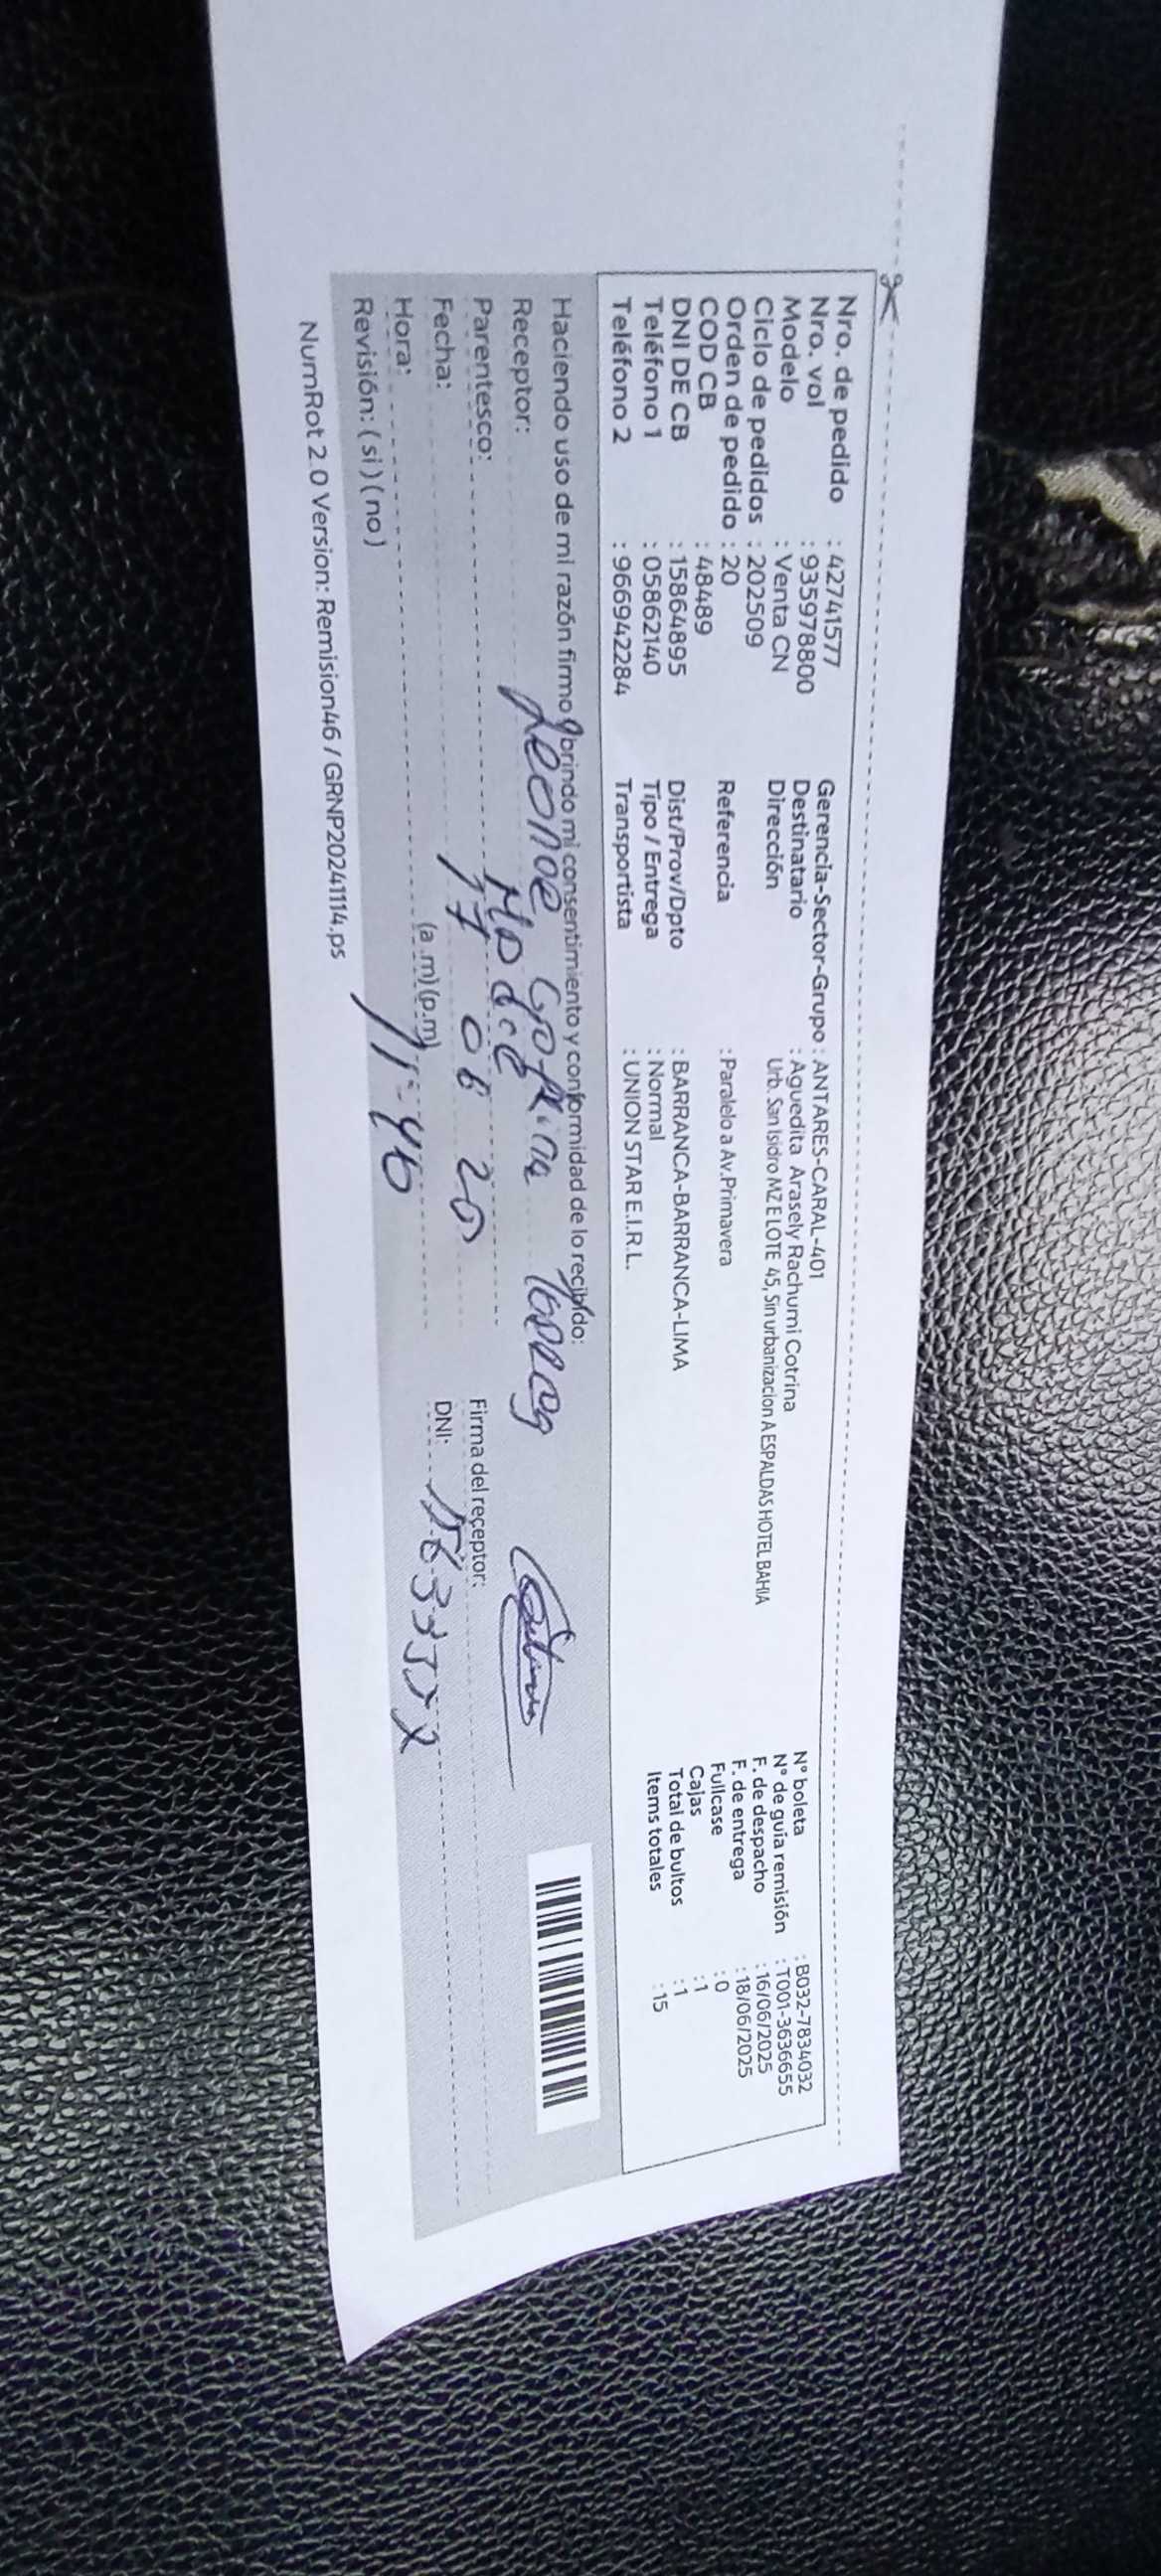 Nro. de pedido : 42741577
Nro. vol : 935978800
Modelo : Venta CN
Ciclo de pedidos : 202509
Orden de pedido : 20
COD CB : 48489
DNI DE CB : 15864895
Teléfono 1 : 05862140
Teléfono 2 : 966942284
Gerencia-Sector-Grupo : ANTARES-CARAL-401
Destinatario : Aguedita Arasely Rachumi Cotrina
Dirección Urb. San Isidro MZ E LOTE 45, Sin urbanizacion A ESPALDAS HOTEL BAHIA
Referencia : Paralelo a Av.Primavera
Dist/Prov/Dpto : BARRANCA-BARRANCA-LIMA
Tipo / Entrega : Normal
Transportista : UNION STAR E.I.R.L.
N° boleta : B032-7834032
N° de guía remisión : T001-3636655
F. de despacho : 16/06/2025
F. de entrega : 18/06/2025
Fullcase : 0
Cajas : 1
Total de bultos : 1
Items totales : 15
Haciendo uso de mi razón firmo y brindo mi consentimiento y conformidad de lo recibido:
Receptor:
Parentesco:
Fecha: 17 06 20
Hora: (a .m) (p.m) 11-40
Revisión: ( si ) ( no )
Firma del receptor:
DNI:
NumRot 2.0 Version: Remision46 / GRNP20241114.ps